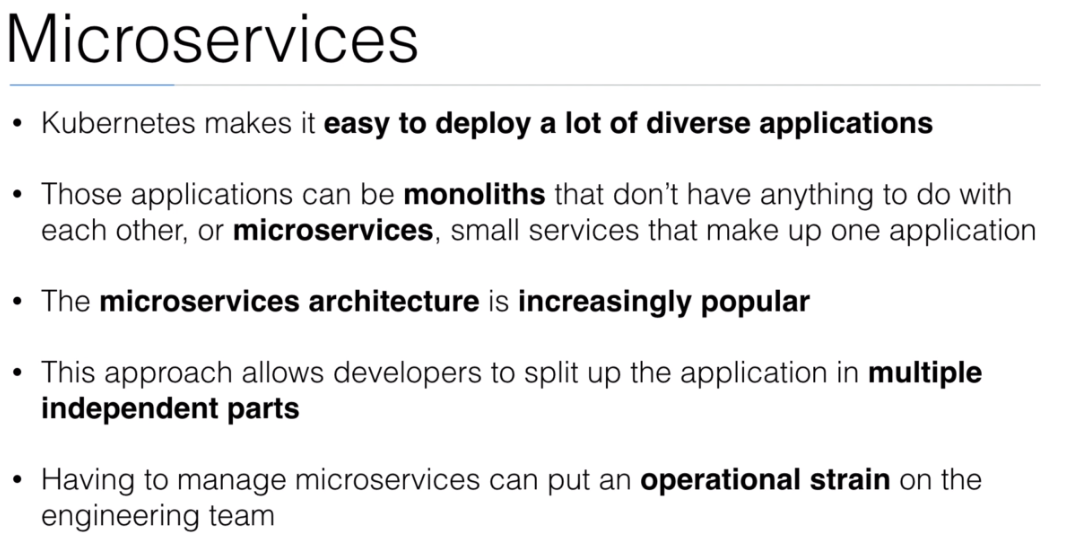 Microservices
• Kubernetes makes it easy to deploy a lot of diverse applications
• Those applications can be monoliths that don’t have anything to do with
each other, or microservices, small services that make up one application
• The microservices architecture is increasingly popular
• This approach allows developers to split up the application in multiple
independent parts
• Having to manage microservices can put an operational strain on the
engineering team